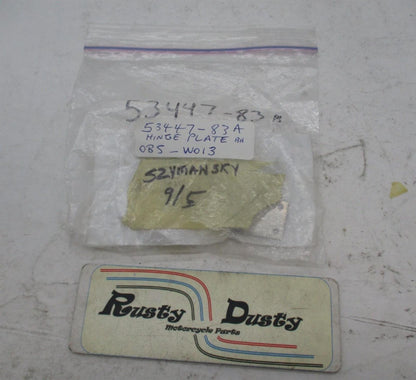 53447-83
53447-83A
HINGE PLATE RH
085-W013
SZYMANSKY
9/5
Rusty Dusty
Motorcycle Parts